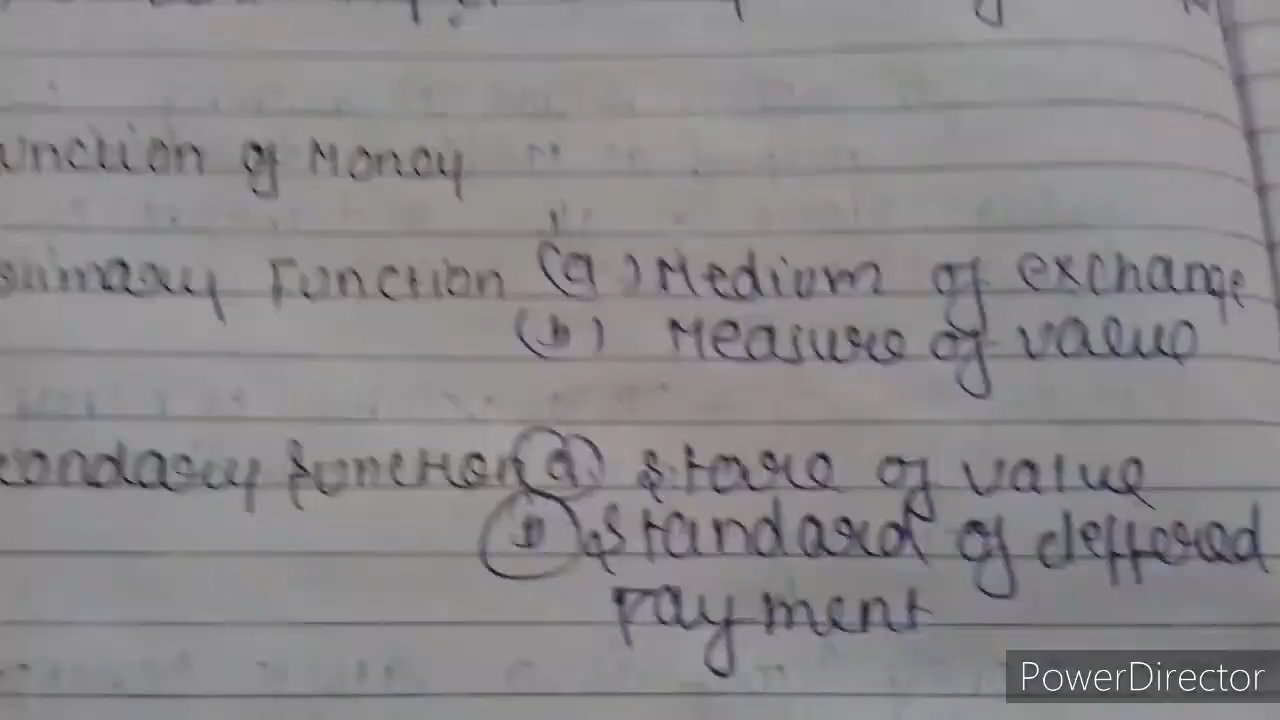 unction of Money
rimary Function (a) Medium of exchange
(b) Measure of value
condary function (a) store of value
(b) standard of deffered
payment
PowerDirector